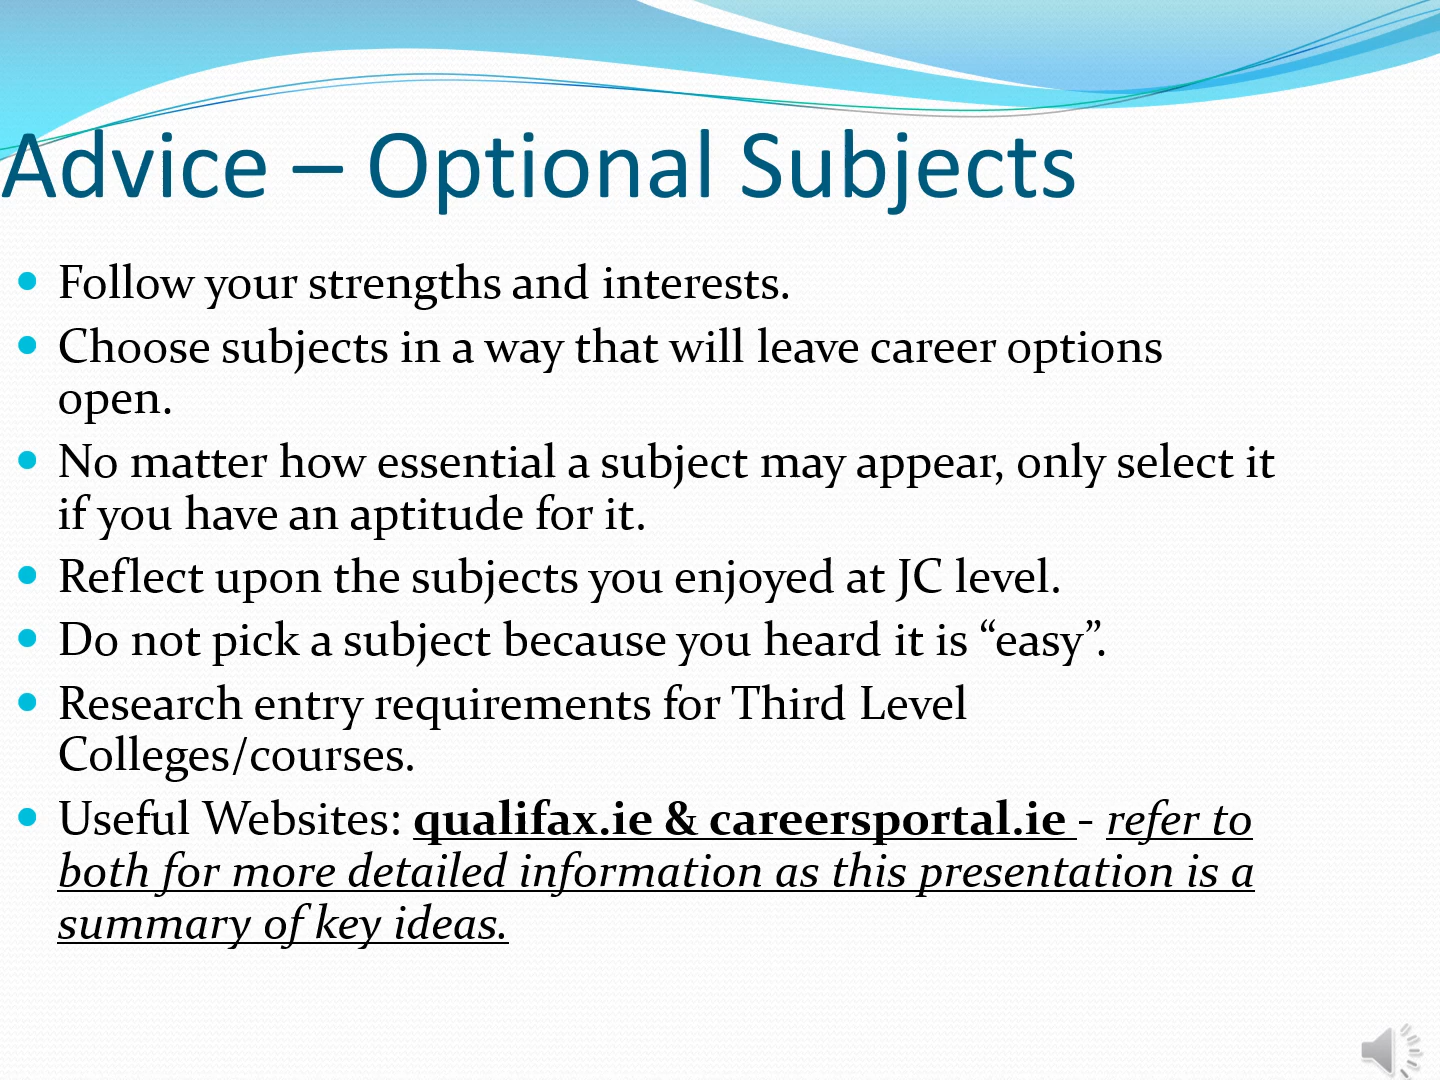 Advice – Optional Subjects
• Follow your strengths and interests.
• Choose subjects in a way that will leave career options
open.
• No matter how essential a subject may appear, only select it
if you have an aptitude for it.
• Reflect upon the subjects you enjoyed at JC level.
• Do not pick a subject because you heard it is “easy”.
• Research entry requirements for Third Level
Colleges/courses.
• Useful Websites: qualifax.ie & careersportal.ie - refer to
both for more detailed information as this presentation is a
summary of key ideas.